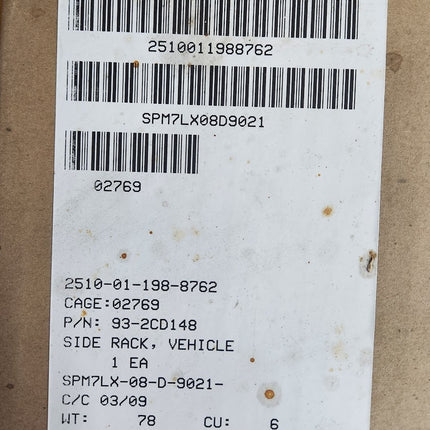 2510011988762
SPM7LX08D9021
02769
2510-01-198-8762
CAGE:02769
P/N: 93-2CD148
SIDE RACK, VEHICLE
1 EA
SPM7LX-08-D-9021-
C/C 03/09
WT: 78 CU: 6